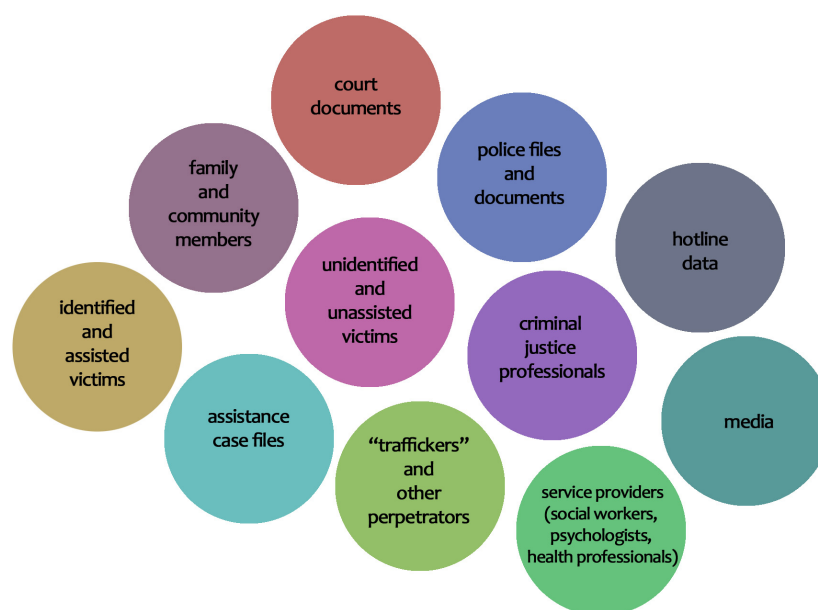 court
documents
police files
and
documents
family
and
community
members
hotline
data
unidentified
and
unassisted
victims
identified
and
assisted
victims
criminal
justice
professionals
assistance
case files
“traffickers”
and
other
perpetrators
media
service providers
(social workers,
psychologists,
health professionals)